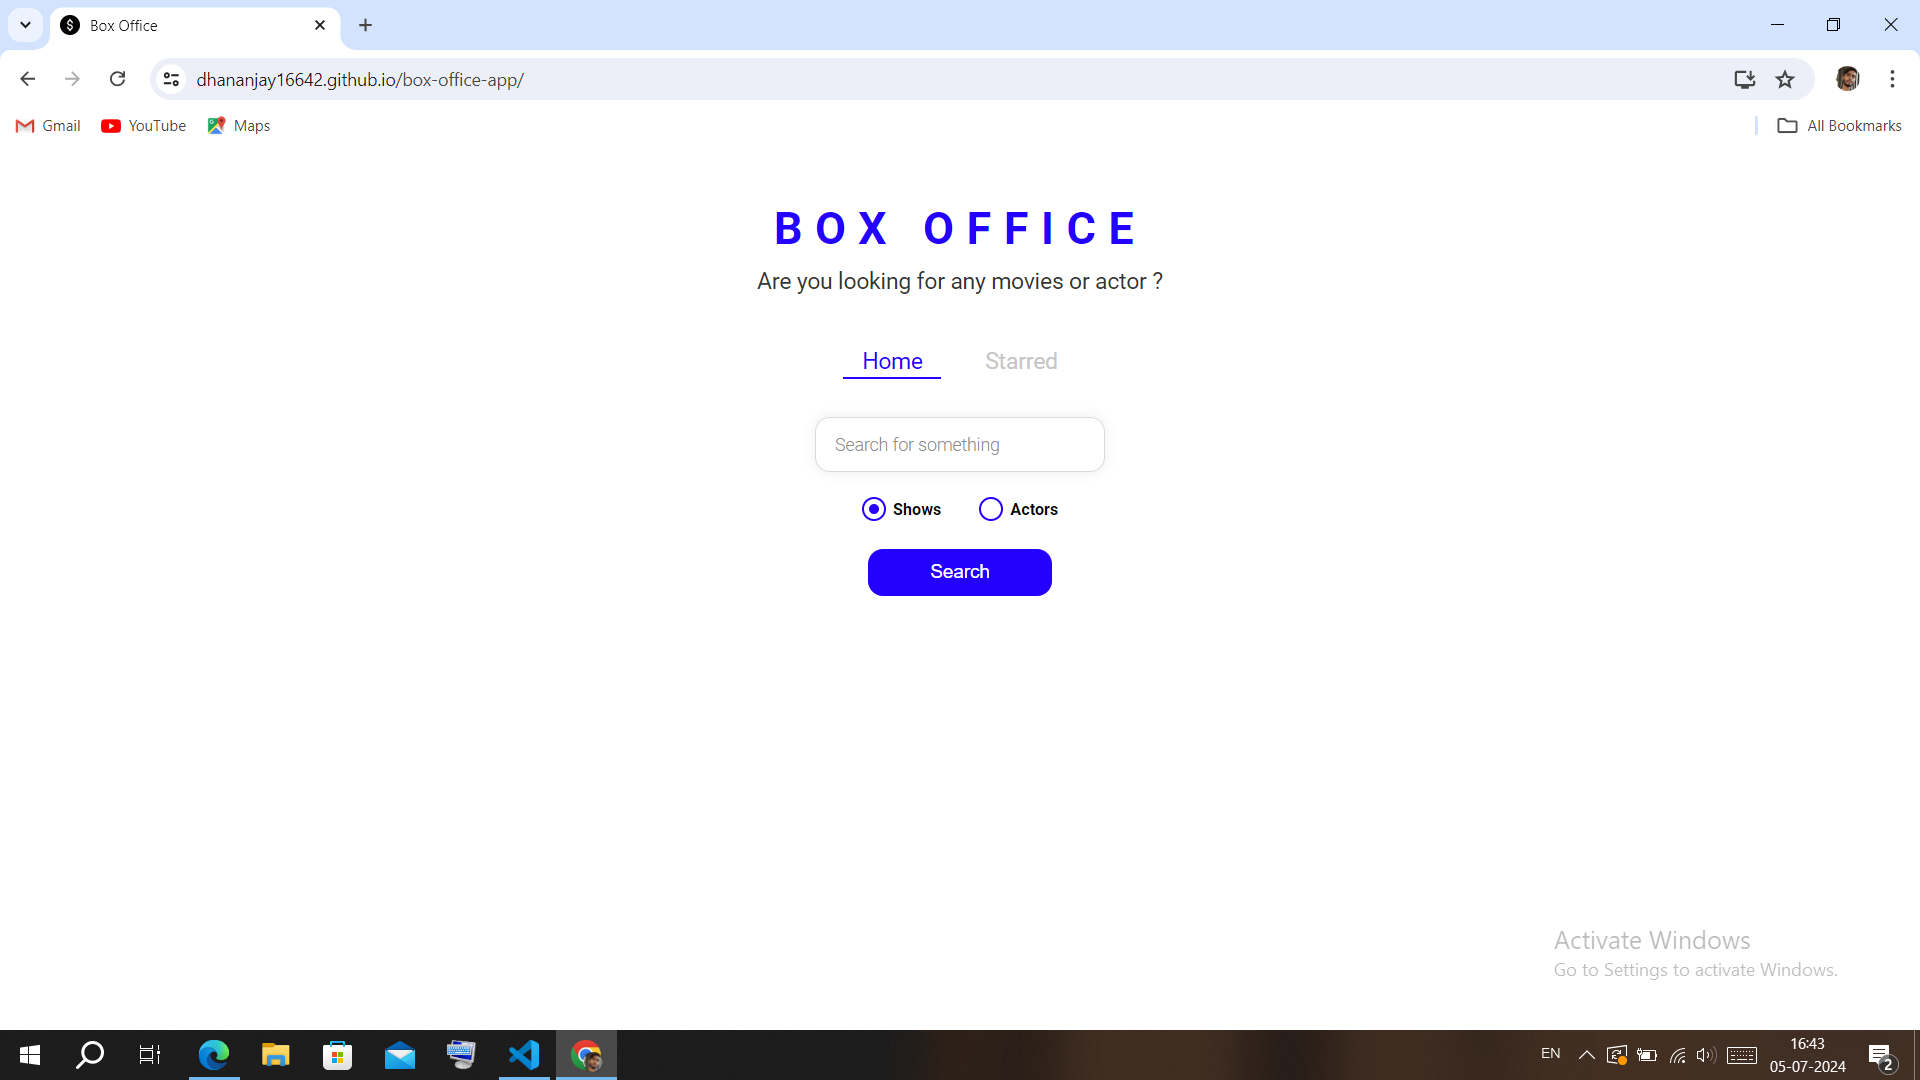 Box Office
dhananjay16642.github.io/box-office-app/
Gmail YouTube Maps All Bookmarks
BOX OFFICE
Are you looking for any movies or actor ?
Home Starred
Search for something
Shows Actors
Search
Activate Windows
Go to Settings to activate Windows.
EN 16:43
05-07-2024 2